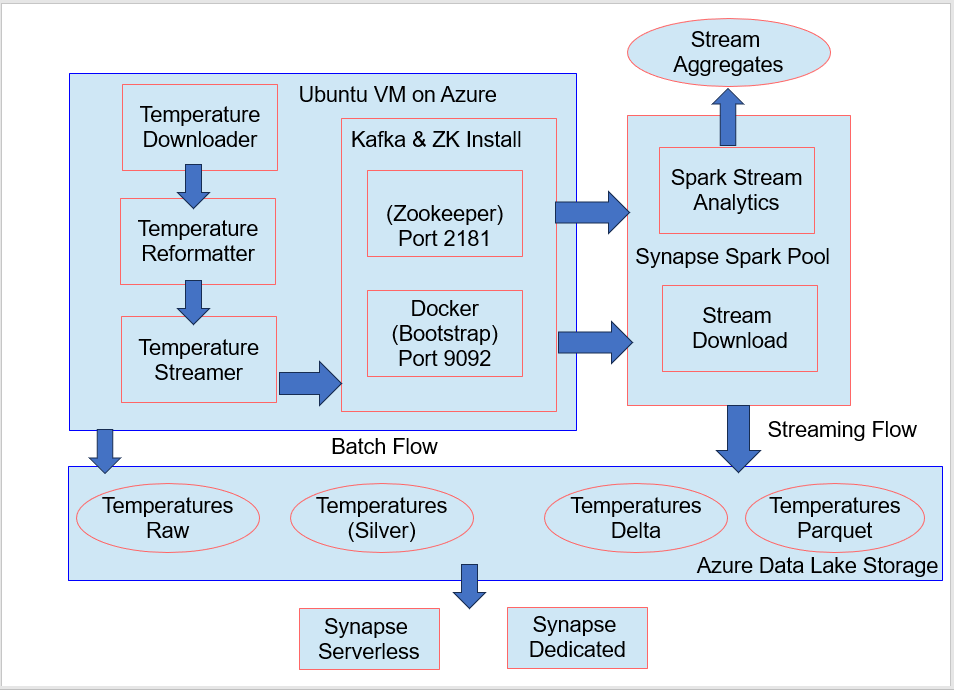 Stream
Aggregates
Ubuntu VM on Azure
Temperature
Downloader
Kafka & ZK Install
Temperature
Reformatter
(Zookeeper)
Port 2181
Temperature
Streamer
Docker
(Bootstrap)
Port 9092
Spark Stream
Analytics
Synapse Spark Pool
Stream
Download
Batch Flow
Streaming Flow
Temperatures
Raw
Temperatures
(Silver)
Temperatures
Delta
Temperatures
Parquet
Azure Data Lake Storage
Synapse
Serverless
Synapse
Dedicated